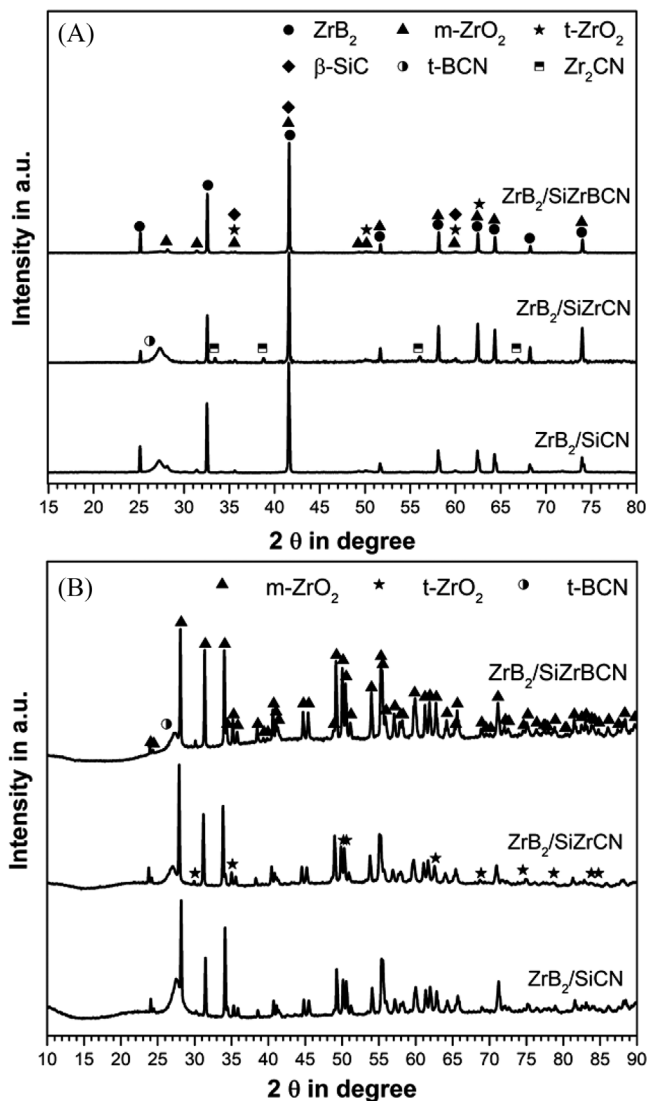 (A)
ZrB₂ m-ZrO₂ t-ZrO₂
β-SiC t-BCN Zr₂CN
ZrB₂/SiZrBCN
ZrB₂/SiZrCN
ZrB₂/SiCN
Intensity in a.u.
15 20 25 30 35 40 45 50 55 60 65 70 75 80
2 θ in degree
(B)
m-ZrO₂ t-ZrO₂ t-BCN
ZrB₂/SiZrBCN
ZrB₂/SiZrCN
ZrB₂/SiCN
Intensity in a.u.
10 15 20 25 30 35 40 45 50 55 60 65 70 75 80 85 90
2 θ in degree